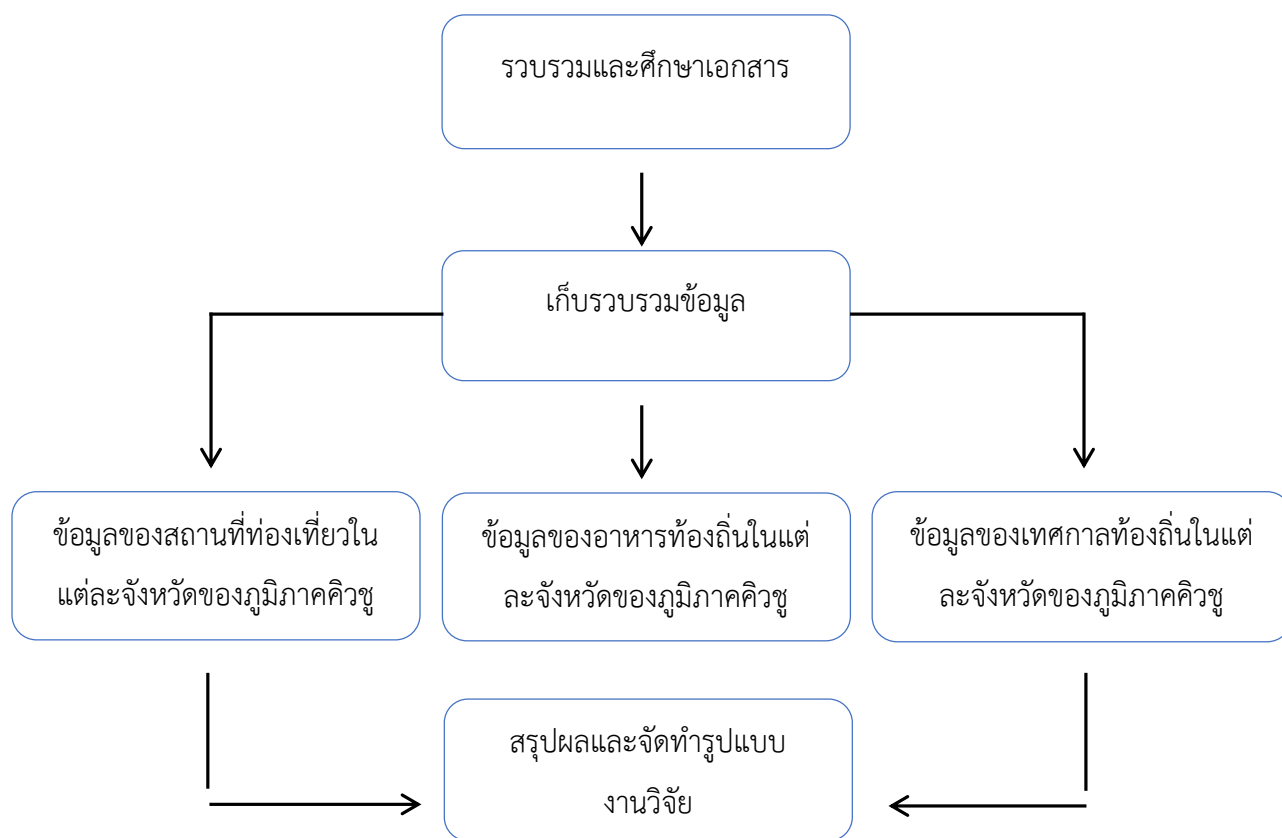 รวบรวมและศึกษาเอกสาร
เก็บรวบรวมข้อมูล
ข้อมูลของสถานที่ท่องเที่ยวใน
แต่ละจังหวัดของภูมิภาคคิวชู
ข้อมูลของอาหารท้องถิ่นในแต่
ละจังหวัดของภูมิภาคคิวชู
ข้อมูลของเทศกาลท้องถิ่นในแต่
ละจังหวัดของภูมิภาคคิวชู
สรุปผลและจัดทำรูปแบบ
งานวิจัย